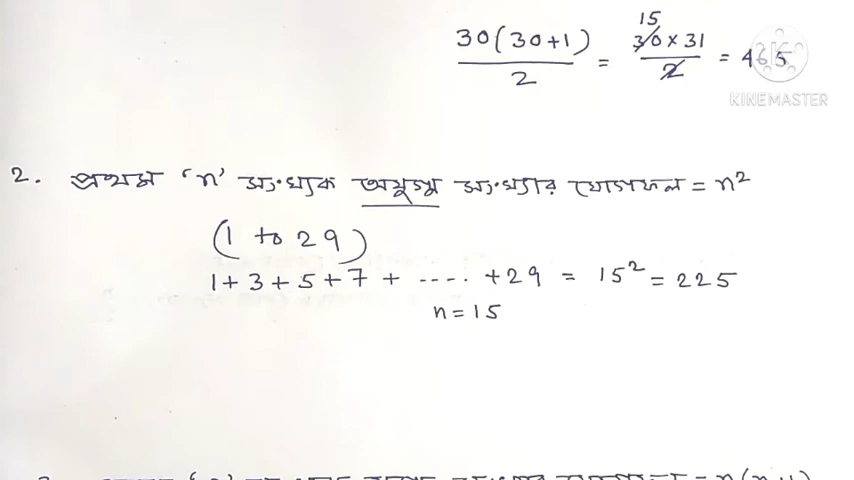 30(30+1)/2 = 30×31/2 = 465
15
KINEMASTER
2. প্রথম 'n' সংখ্যক অযুগ্ম সংখ্যার যোগফল = n²
(1 to 29)
1+3+5+7+ ..... +29 = 15² = 225
n=15